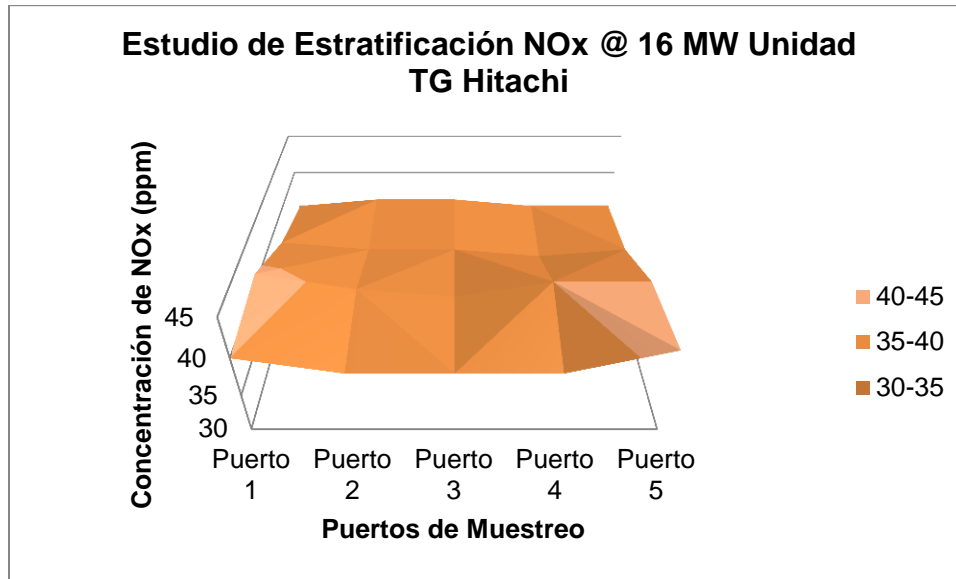 Estudio de Estratificación NOx @ 16 MW Unidad
TG Hitachi
Concentración de NOx (ppm)
45
40
35
30
Puerto 1
Puerto 2
Puerto 3
Puerto 4
Puerto 5
Puertos de Muestreo
40-45
35-40
30-35